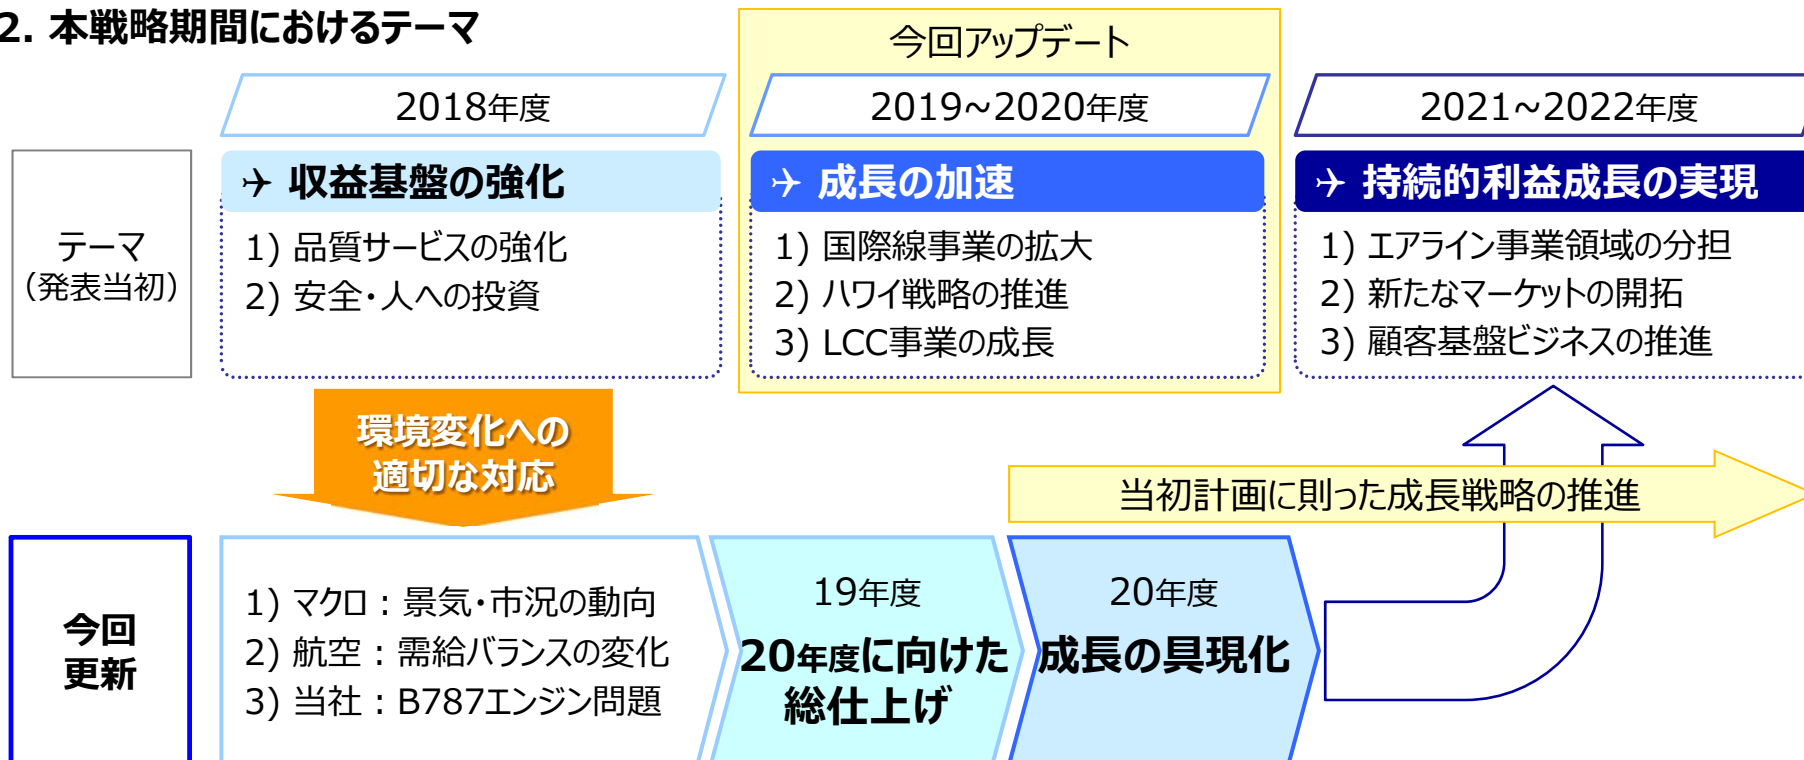 2. 本戦略期間におけるテーマ
今回アップデート
2018年度
2019~2020年度
2021~2022年度
テーマ
（発表当初）
✈ 収益基盤の強化
1) 品質サービスの強化
2) 安全・人への投資
✈ 成長の加速
1) 国際線事業の拡大
2) ハワイ戦略の推進
3) LCC事業の成長
✈ 持続的利益成長の実現
1) エアライン事業領域の分担
2) 新たなマーケットの開拓
3) 顧客基盤ビジネスの推進
環境変化への
適切な対応
当初計画に則った成長戦略の推進
今回
更新
1) マクロ：景気・市況の動向
2) 航空：需給バランスの変化
3) 当社：B787エンジン問題
19年度
20年度に向けた
総仕上げ
20年度
成長の具現化